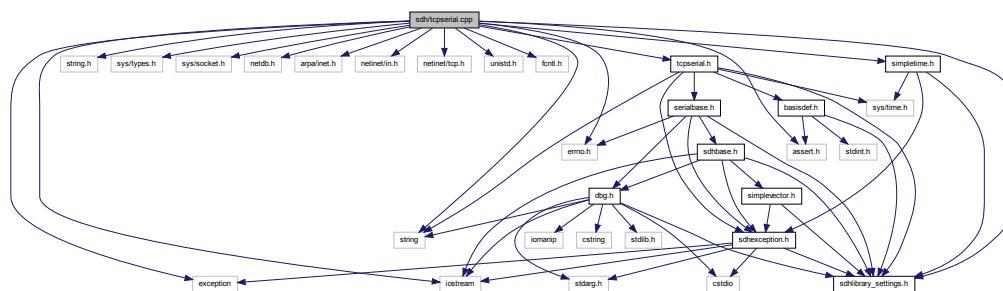 sdh/tcpserial.cpp
string.h
sys/types.h
sys/socket.h
netdb.h
arpa/inet.h
netinet/in.h
netinet/tcp.h
unistd.h
fcntl.h
tcpserial.h
simpletime.h
serialbase.h
basisdef.h
sys/time.h
errno.h
sdhbase.h
assert.h
stdint.h
dbg.h
simplevector.h
string
iomanip
cstring
stdlib.h
sdhexception.h
exception
iostream
stdarg.h
cstdio
sdhlibrary_settings.h